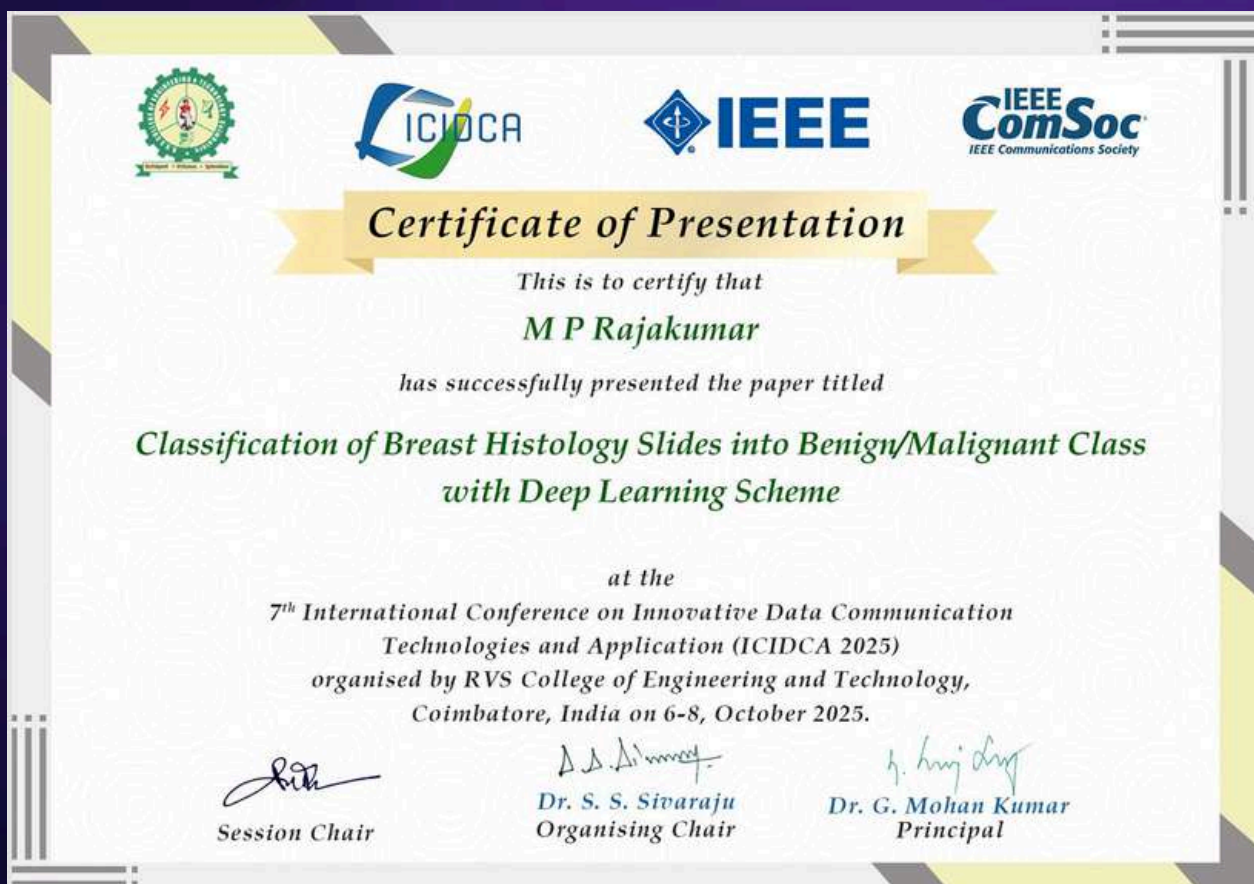 ICIDCA
IEEE
IEEE
ComSoc
IEEE Communications Society
Certificate of Presentation
This is to certify that
M P Rajakumar
has successfully presented the paper titled
Classification of Breast Histology Slides into Benign/Malignant Class
with Deep Learning Scheme
at the
7th International Conference on Innovative Data Communication
Technologies and Application (ICIDCA 2025)
organised by RVS College of Engineering and Technology,
Coimbatore, India on 6-8, October 2025.
Dr. S. S. Sivaraju
Dr. G. Mohan Kumar
Session Chair
Organising Chair
Principal